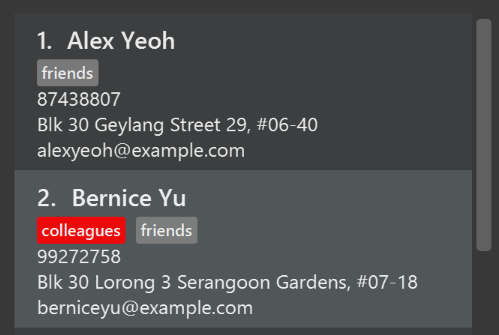 1. Alex Yeoh
friends
87438807
Blk 30 Geylang Street 29, #06-40
alexyeoh@example.com
2. Bernice Yu
colleagues friends
99272758
Blk 30 Lorong 3 Serangoon Gardens, #07-18
berniceyu@example.com